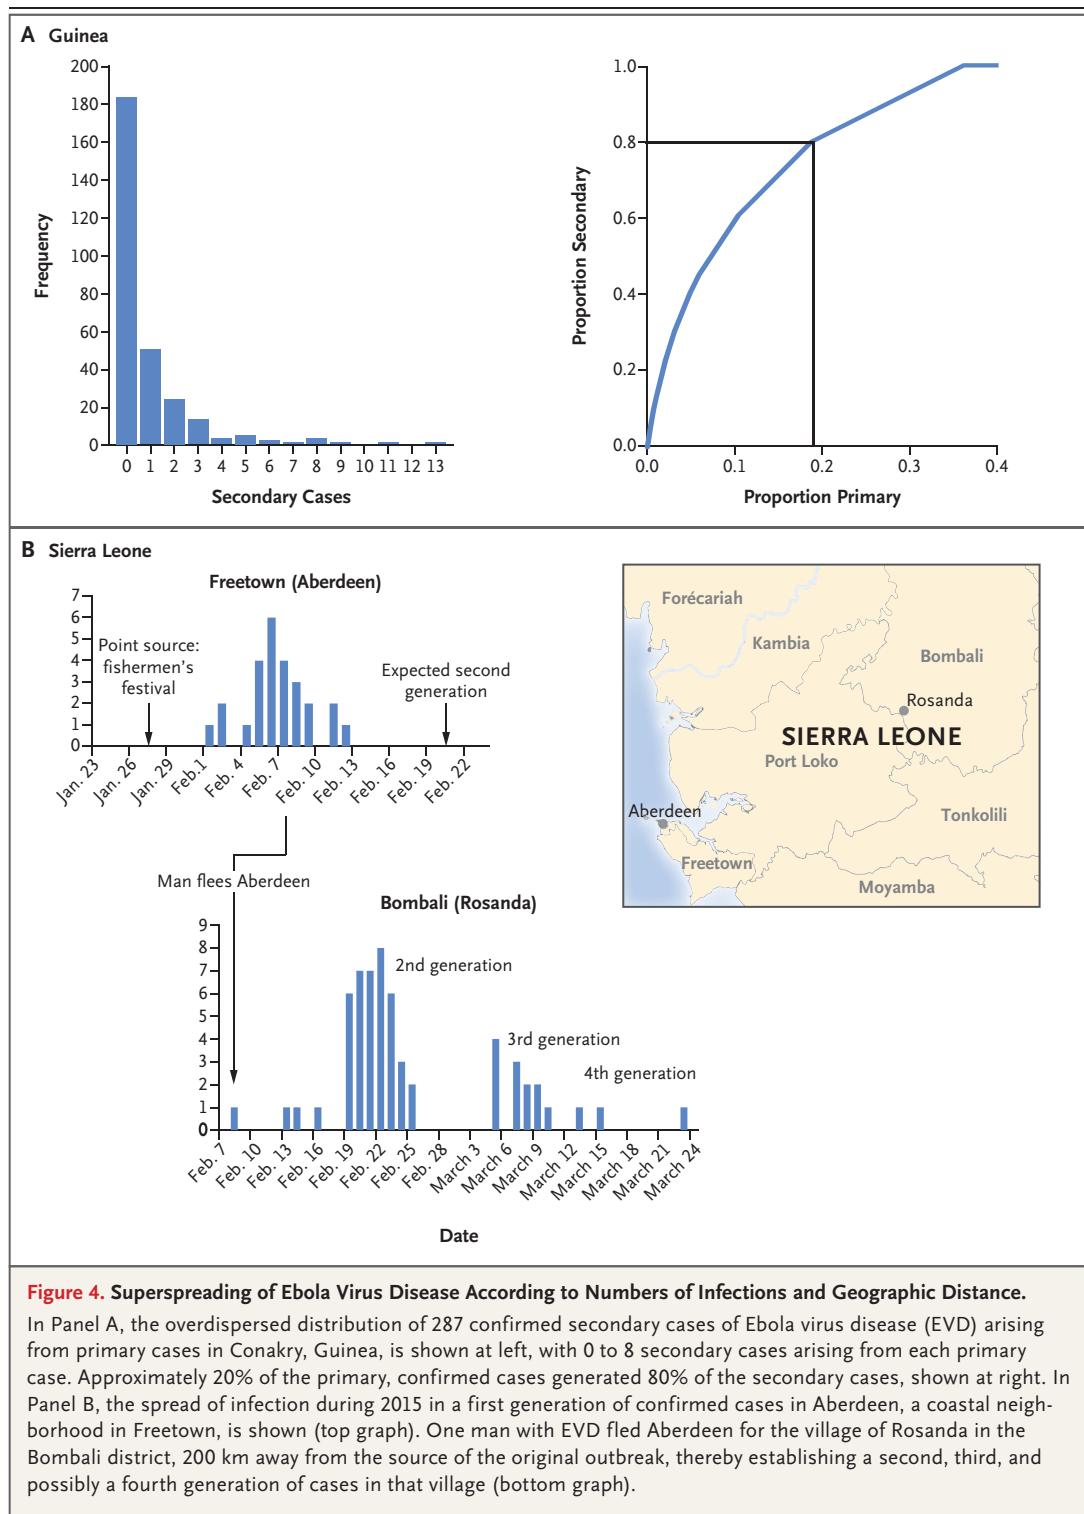 A Guinea
200
180
160
140
120
100
80
60
40
20
0
Frequency
0 1 2 3 4 5 6 7 8 9 10 11 12 13
Secondary Cases
1.0
0.8
0.6
0.4
0.2
0.0
Proportion Secondary
0.0 0.1 0.2 0.3 0.4
Proportion Primary
B Sierra Leone
Freetown (Aberdeen)
7
6
5
4
3
2
1
0
Point source:
fishermen's
festival
Expected second
generation
Jan. 23 Jan. 26 Jan. 29 Feb.1 Feb. 4 Feb. 7 Feb. 10 Feb. 13 Feb. 16 Feb. 19 Feb. 22
Man flees Aberdeen
Bombali (Rosanda)
9
8
7
6
5
4
3
2
1
0
2nd generation
3rd generation
4th generation
Feb. 7 Feb. 10 Feb. 13 Feb. 16 Feb. 19 Feb. 22 Feb. 25 Feb. 28 March 3 March 6 March 9 March 12 March 15 March 18 March 21 March 24
Date
Forécariah
Kambia
Bombali
Rosanda
SIERRA LEONE
Port Loko
Aberdeen
Tonkolili
Freetown
Moyamba
Figure 4. Superspreading of Ebola Virus Disease According to Numbers of Infections and Geographic Distance.
In Panel A, the overdispersed distribution of 287 confirmed secondary cases of Ebola virus disease (EVD) arising
from primary cases in Conakry, Guinea, is shown at left, with 0 to 8 secondary cases arising from each primary
case. Approximately 20% of the primary, confirmed cases generated 80% of the secondary cases, shown at right. In
Panel B, the spread of infection during 2015 in a first generation of confirmed cases in Aberdeen, a coastal neigh-
borhood in Freetown, is shown (top graph). One man with EVD fled Aberdeen for the village of Rosanda in the
Bombali district, 200 km away from the source of the original outbreak, thereby establishing a second, third, and
possibly a fourth generation of cases in that village (bottom graph).